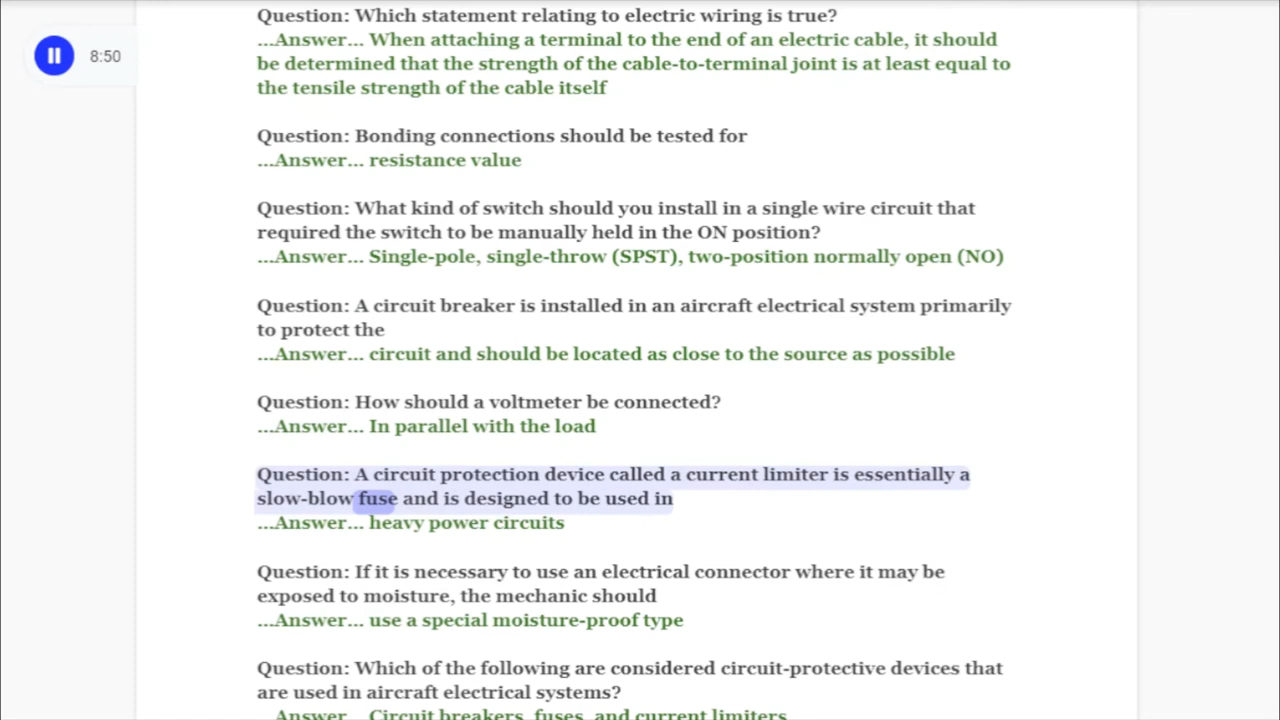 8:50
Question: Which statement relating to electric wiring is true?
...Answer... When attaching a terminal to the end of an electric cable, it should
be determined that the strength of the cable-to-terminal joint is at least equal to
the tensile strength of the cable itself
Question: Bonding connections should be tested for
...Answer... resistance value
Question: What kind of switch should you install in a single wire circuit that
required the switch to be manually held in the ON position?
...Answer... Single-pole, single-throw (SPST), two-position normally open (NO)
Question: A circuit breaker is installed in an aircraft electrical system primarily
to protect the
...Answer... circuit and should be located as close to the source as possible
Question: How should a voltmeter be connected?
...Answer... In parallel with the load
Question: A circuit protection device called a current limiter is essentially a
slow-blow fuse and is designed to be used in
...Answer... heavy power circuits
Question: If it is necessary to use an electrical connector where it may be
exposed to moisture, the mechanic should
...Answer... use a special moisture-proof type
Question: Which of the following are considered circuit-protective devices that
are used in aircraft electrical systems?
...Answer... Circuit breakers, fuses, and current limiters